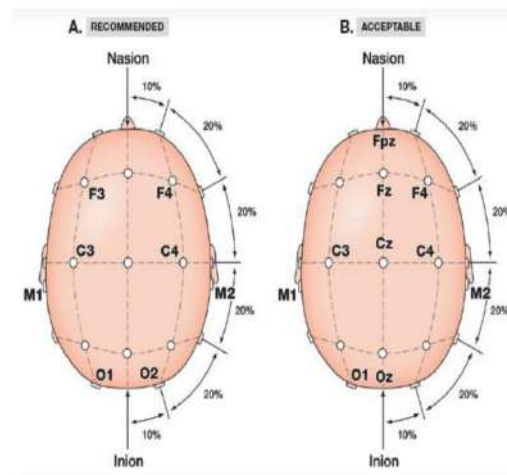 A. RECOMMENDED
Nasion
10%
20%
F3
F4
20%
C3
C4
M1
M2
20%
O1
O2
20%
10%
Inion
B. ACCEPTABLE
Nasion
10%
20%
Fpz
Fz
F4
20%
Cz
C3
C4
M1
M2
20%
O1
Oz
20%
10%
Inion